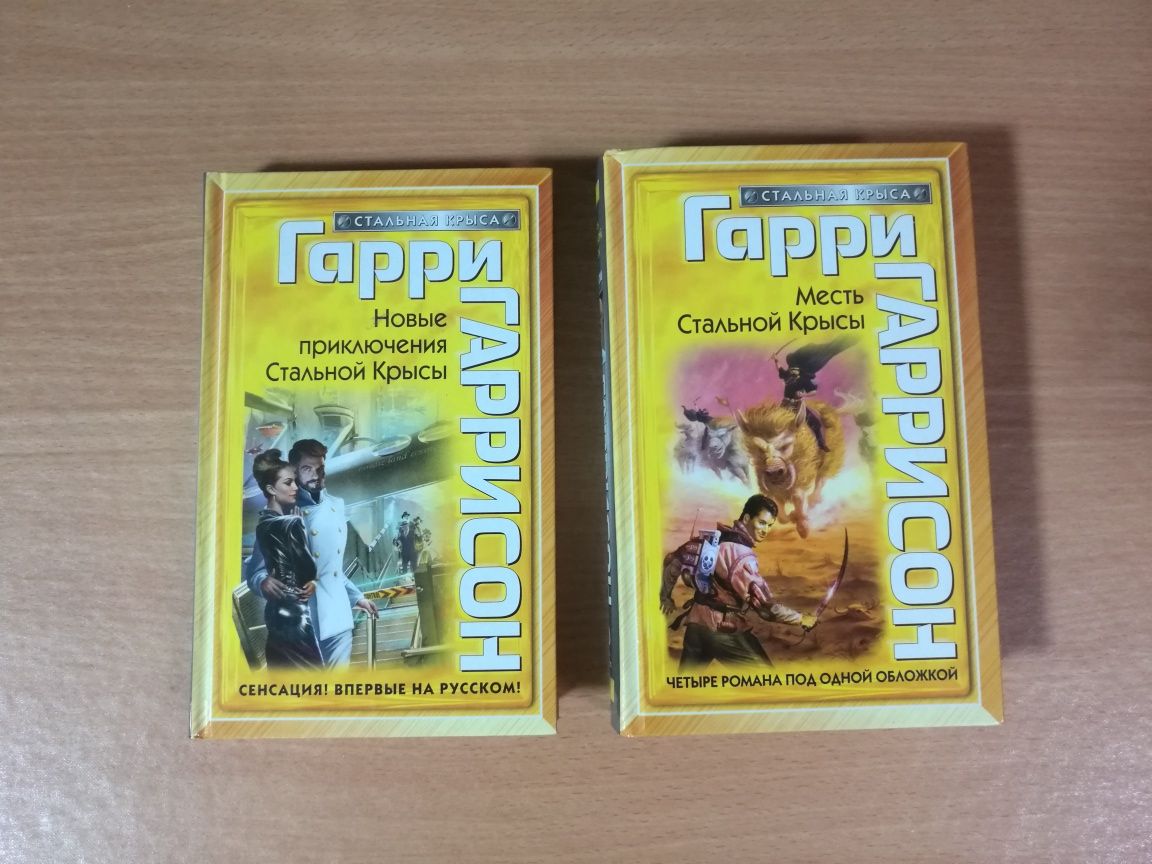 СТАЛЬНАЯ КРЫСА
Гарри
ГАРРИСОН
Новые
приключения
Стальной Крысы
СЕНСАЦИЯ! ВПЕРВЫЕ НА РУССКОМ!
СТАЛЬНАЯ КРЫСА
Гарри
ГАРРИСОН
Месть
Стальной Крысы
ЧЕТЫРЕ РОМАНА ПОД ОДНОЙ ОБЛОЖКОЙ